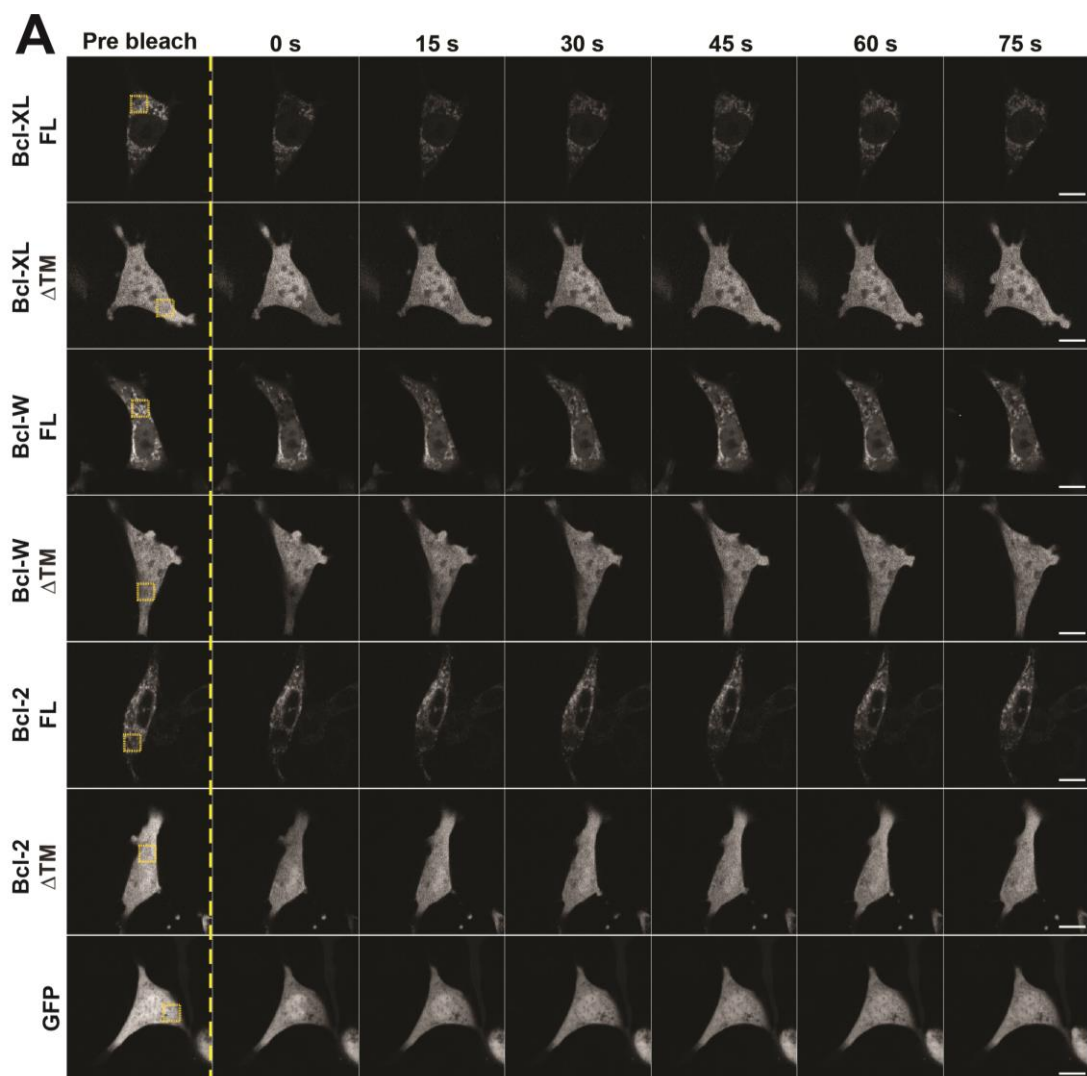 A
Pre bleach 0 s 15 s 30 s 45 s 60 s 75 s
Bcl-XL
FL
Bcl-XL
ΔTM
Bcl-W
FL
Bcl-W
ΔTM
Bcl-2
FL
Bcl-2
ΔTM
GFP